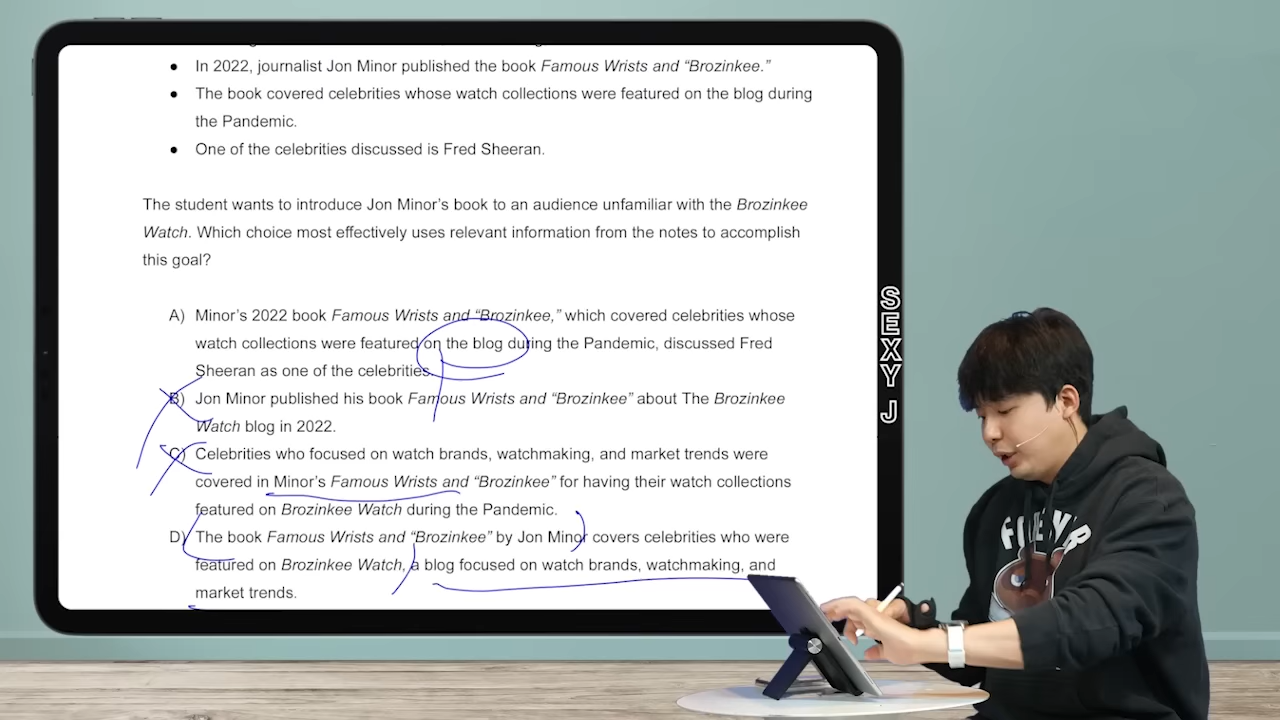 ● In 2022, journalist Jon Minor published the book Famous Wrists and “Brozinkee.”
● The book covered celebrities whose watch collections were featured on the blog during
the Pandemic.
● One of the celebrities discussed is Fred Sheeran.
The student wants to introduce Jon Minor’s book to an audience unfamiliar with the Brozinkee
Watch. Which choice most effectively uses relevant information from the notes to accomplish
this goal?
A) Minor’s 2022 book Famous Wrists and “Brozinkee,” which covered celebrities whose
watch collections were featured on the blog during the Pandemic, discussed Fred
Sheeran as one of the celebrities.
B) Jon Minor published his book Famous Wrists and “Brozinkee” about The Brozinkee
Watch blog in 2022.
C) Celebrities who focused on watch brands, watchmaking, and market trends were
covered in Minor’s Famous Wrists and “Brozinkee” for having their watch collections
featured on Brozinkee Watch during the Pandemic.
D) The book Famous Wrists and “Brozinkee” by Jon Minor covers celebrities who were
featured on Brozinkee Watch, a blog focused on watch brands, watchmaking, and
market trends.
SEXY J